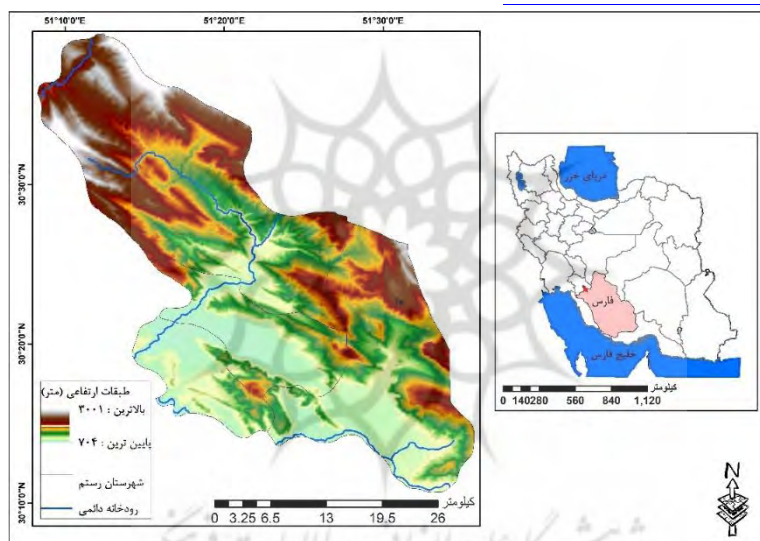 51°10'0"E
51°20'0"E
51°30'0"E
30°30'0"N
30°20'0"N
30°10'0"N
طبقات ارتفاعی (متر)
بالاترین : ۳۰۰۱
پایین ترین : ۷۰۴
شهرستان رستم
رودخانه دائمی
کیلومتر
0 3.25 6.5 13 19.5 26
دریای خزر
فارس
خلیج فارس
کیلومتر
0 140280 560 840 1,120
N